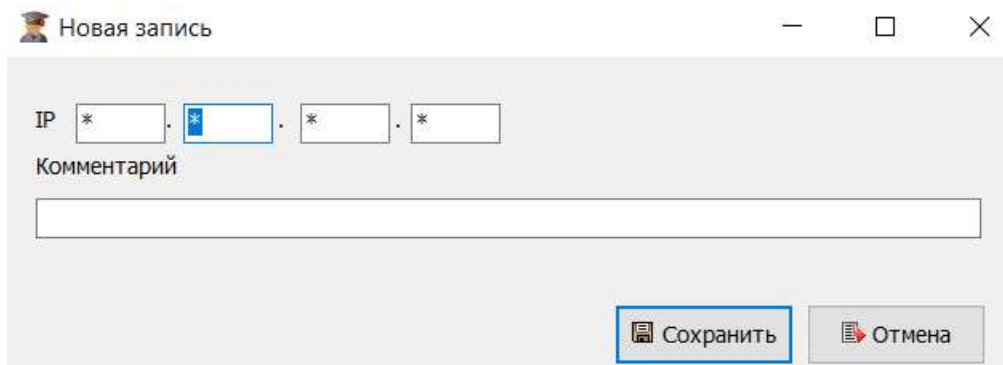 Новая запись
IP * . * . * . *
Комментарий
Сохранить Отмена